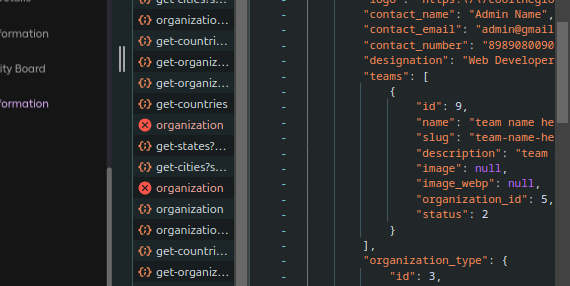 formation
ity Board
formation
get-cities?s...
organizatio...
get-countri...
get-organiz...
get-organiz...
get-countries
organization
get-states?...
get-cities?s...
organization
organization
organizatio...
get-countri...
get-organiz...
"contact_name": "Admin Name",
"contact_email": "admin@gmail
"contact_number": "8989080090
"designation": "Web Developer
"teams": [
{
"id": 9,
"name": "team name he
"slug": "team-name-he
"description": "team
"image": null,
"image_webp": null,
"organization_id": 5,
"status": 2
}
],
"organization_type": {
"id": 3,